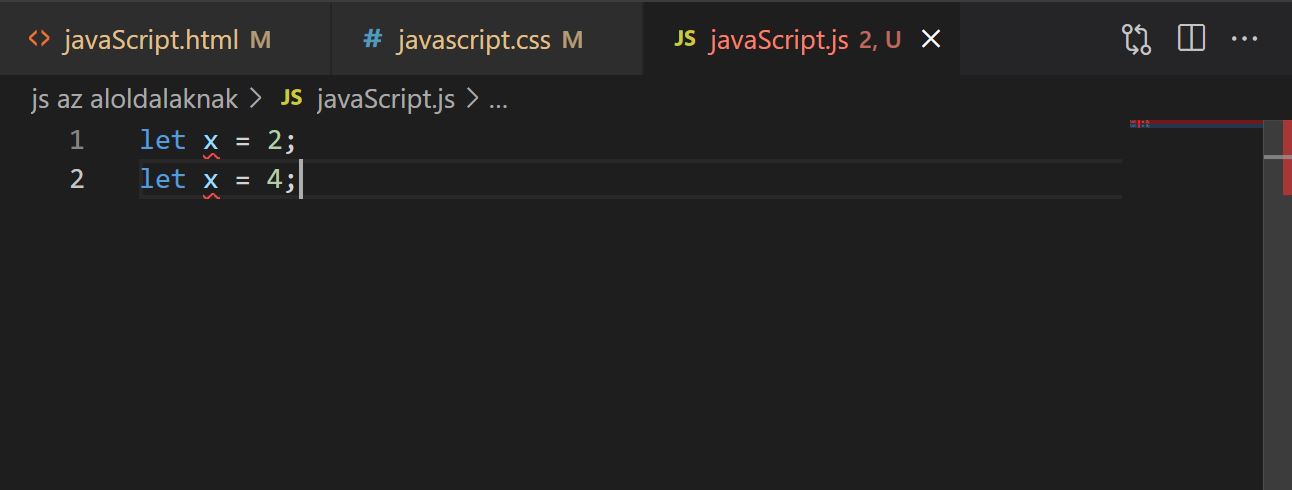 <> javaScript.html M # javascript.css M JS javaScript.js 2, U
js az aloldalaknak > JS javaScript.js > ...
1 let x = 2;
2 let x = 4;